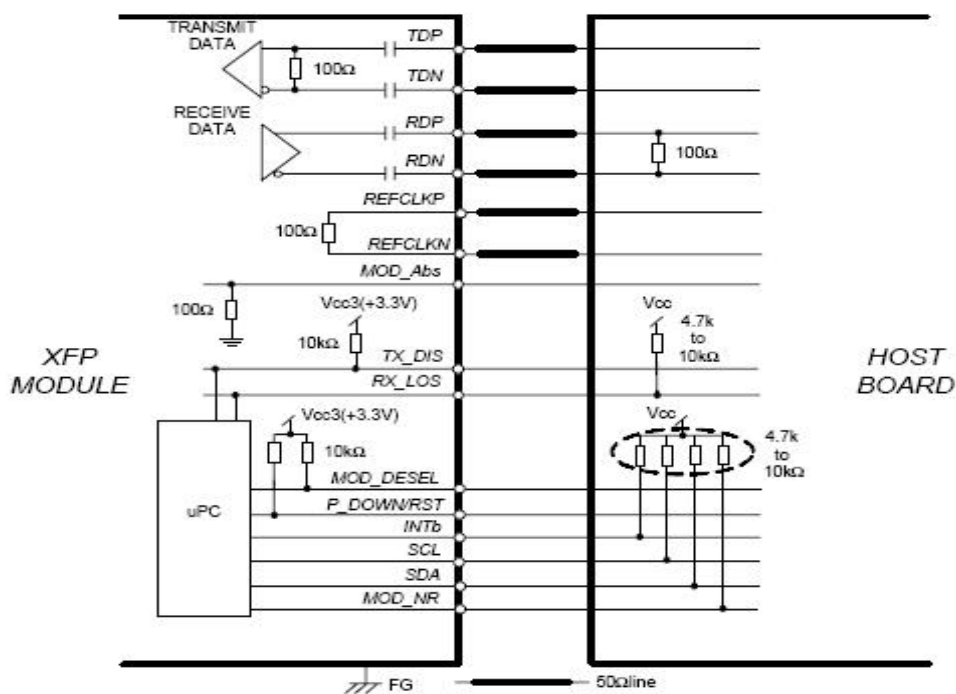 TRANSMIT
DATA
TDP
100Ω
TDN
RECEIVE
DATA
RDP
100Ω
RDN
REFCLKP
100Ω
REFCLKN
MOD_Abs
100Ω
Vcc3(+3.3V)
10kΩ
TX_DIS
RX_LOS
Vcc
4.7k
to
10kΩ
XFP
MODULE
HOST
BOARD
Vcc3(+3.3V)
10kΩ
MOD_DESEL
P_DOWN/RST
INTb
SCL
SDA
MOD_NR
uPC
Vcc
4.7k
to
10kΩ
FG
50Ωline